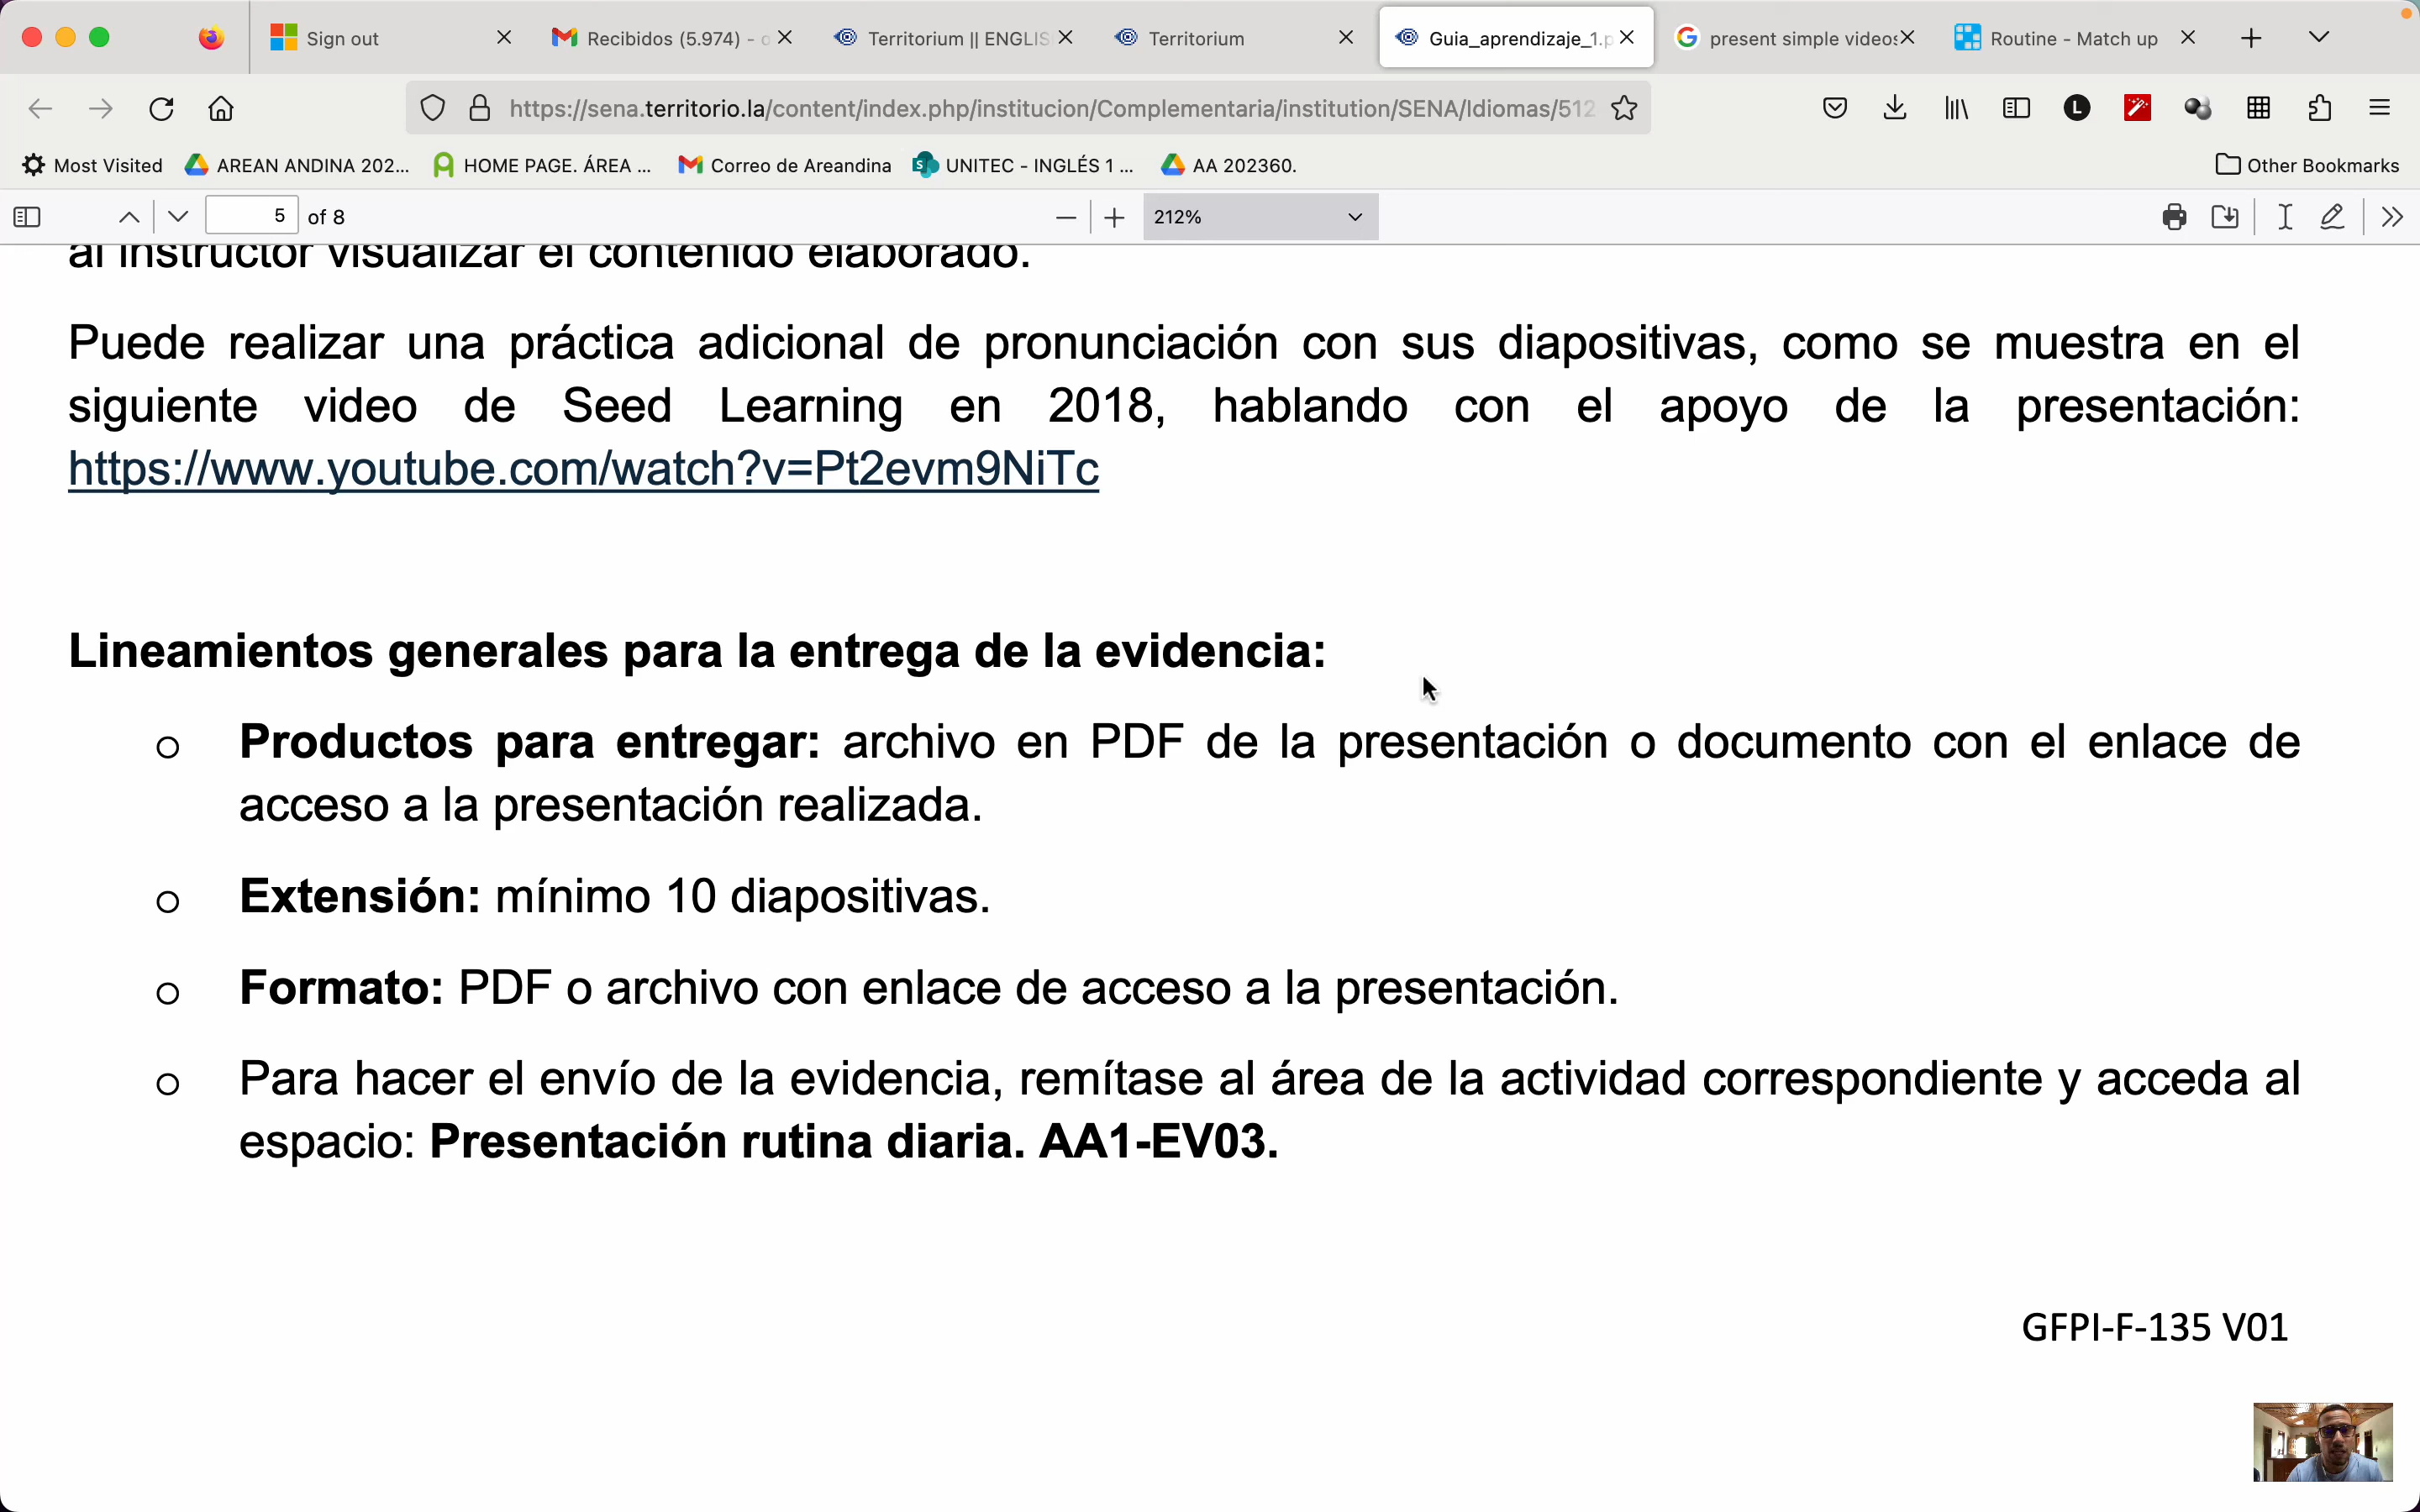 Sign out
Recibidos (5.974) -
Territorium || ENGLIS
Territorium
Guia_aprendizaje_1.p
present simple videos
Routine - Match up
https://sena.territorio.la/content/index.php/institucion/Complementaria/institution/SENA/Idiomas/512
L
Most Visited
AREAN ANDINA 202...
HOME PAGE. ÁREA ...
Correo de Areandina
UNITEC - INGLÉS 1 ...
AA 202360.
Other Bookmarks
5 of 8
212%
al instructor visualizar el contenido elaborado.
Puede realizar una práctica adicional de pronunciación con sus diapositivas, como se muestra en el
siguiente video de Seed Learning en 2018, hablando con el apoyo de la presentación:
https://www.youtube.com/watch?v=Pt2evm9NiTc
Lineamientos generales para la entrega de la evidencia:
Productos para entregar: archivo en PDF de la presentación o documento con el enlace de
acceso a la presentación realizada.
Extensión: mínimo 10 diapositivas.
Formato: PDF o archivo con enlace de acceso a la presentación.
Para hacer el envío de la evidencia, remítase al área de la actividad correspondiente y acceda al
espacio: Presentación rutina diaria. AA1-EV03.
GFPI-F-135 V01